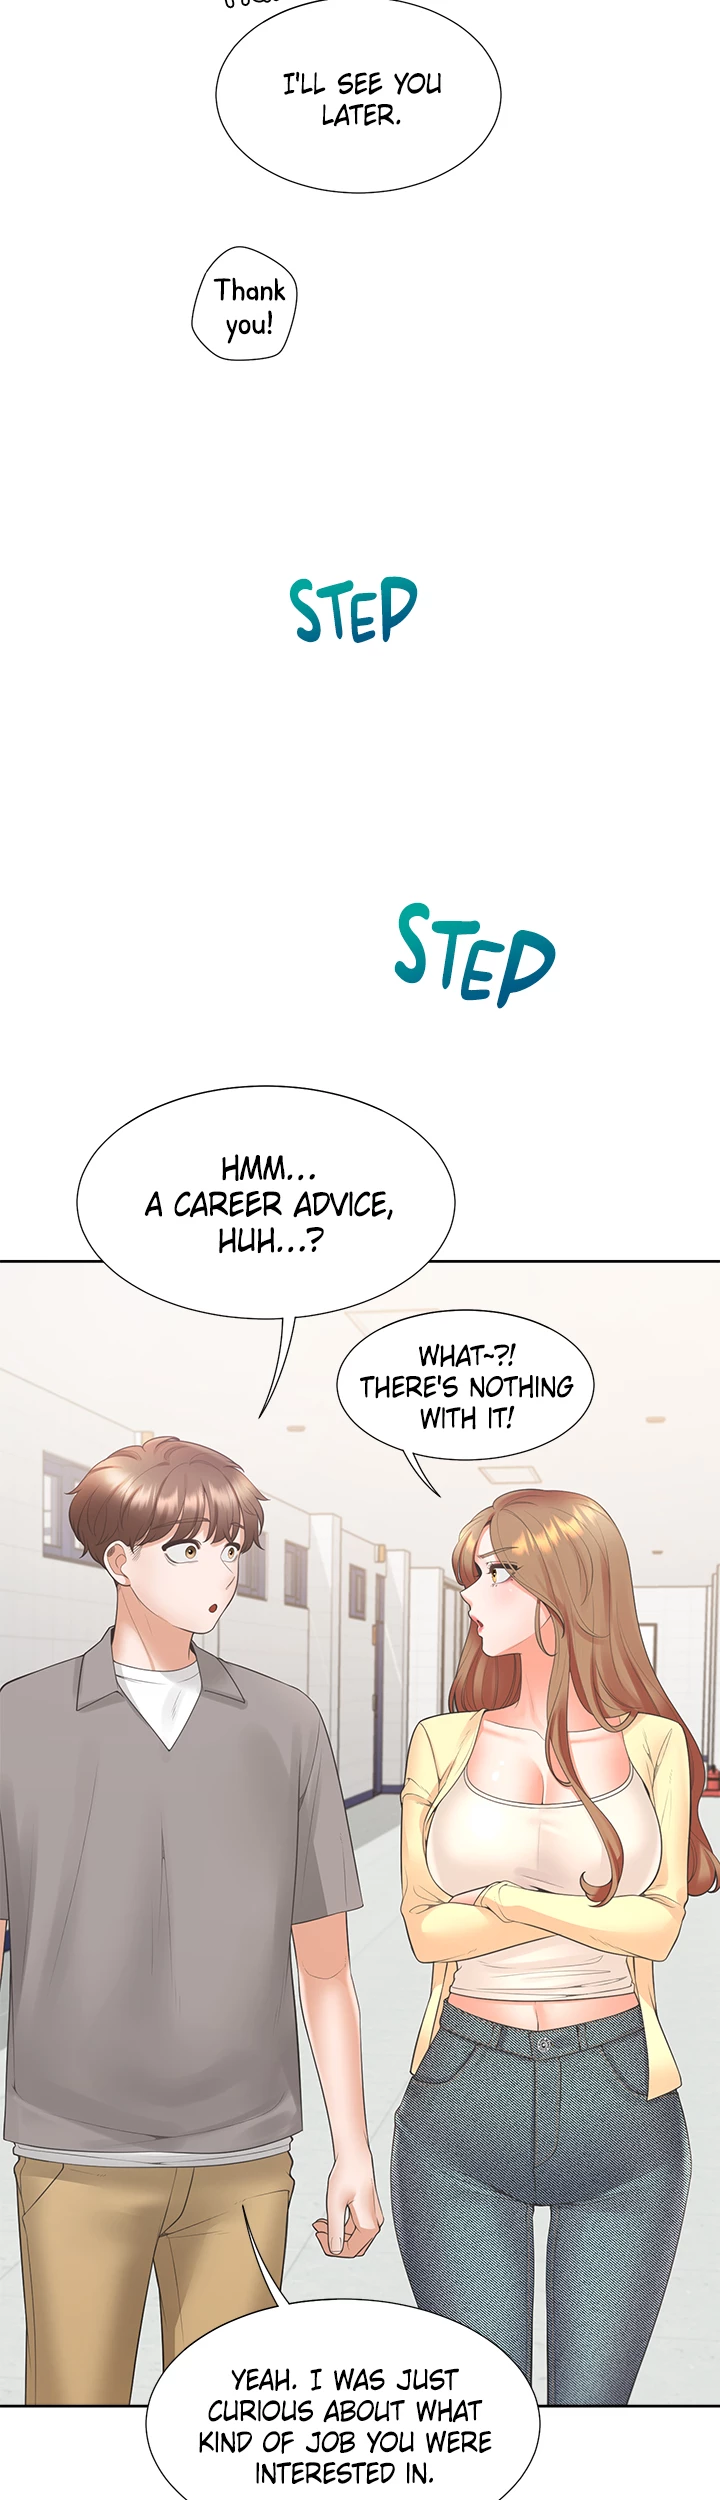 I'LL SEE YOU
LATER.
Thank
you!
STEP
STEP
HMM...
A CAREER ADVICE,
HUH...?
WHAT~?!
THERE'S NOTHING
WITH IT!
YEAH. I WAS JUST
CURIOUS ABOUT WHAT
KIND OF JOB YOU WERE
INTERESTED IN.